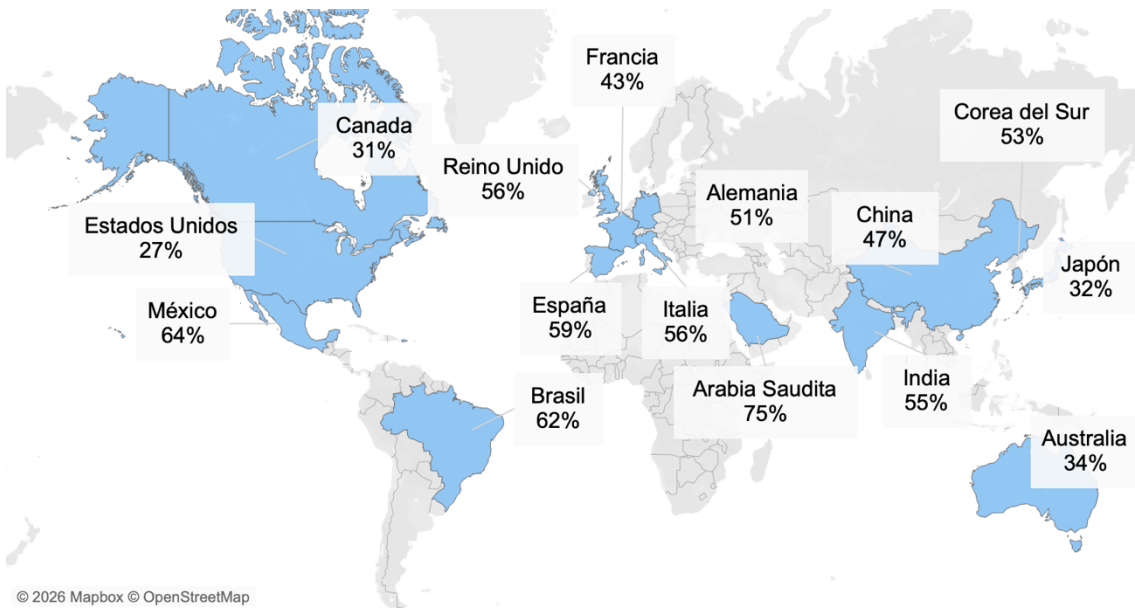 Francia
43%
Corea del Sur
53%
Canada
31%
Reino Unido
56%
Alemania
51%
China
47%
Estados Unidos
27%
Japón
32%
México
64%
España
59%
Italia
56%
Arabia Saudita
75%
India
55%
Brasil
62%
Australia
34%
© 2026 Mapbox © OpenStreetMap